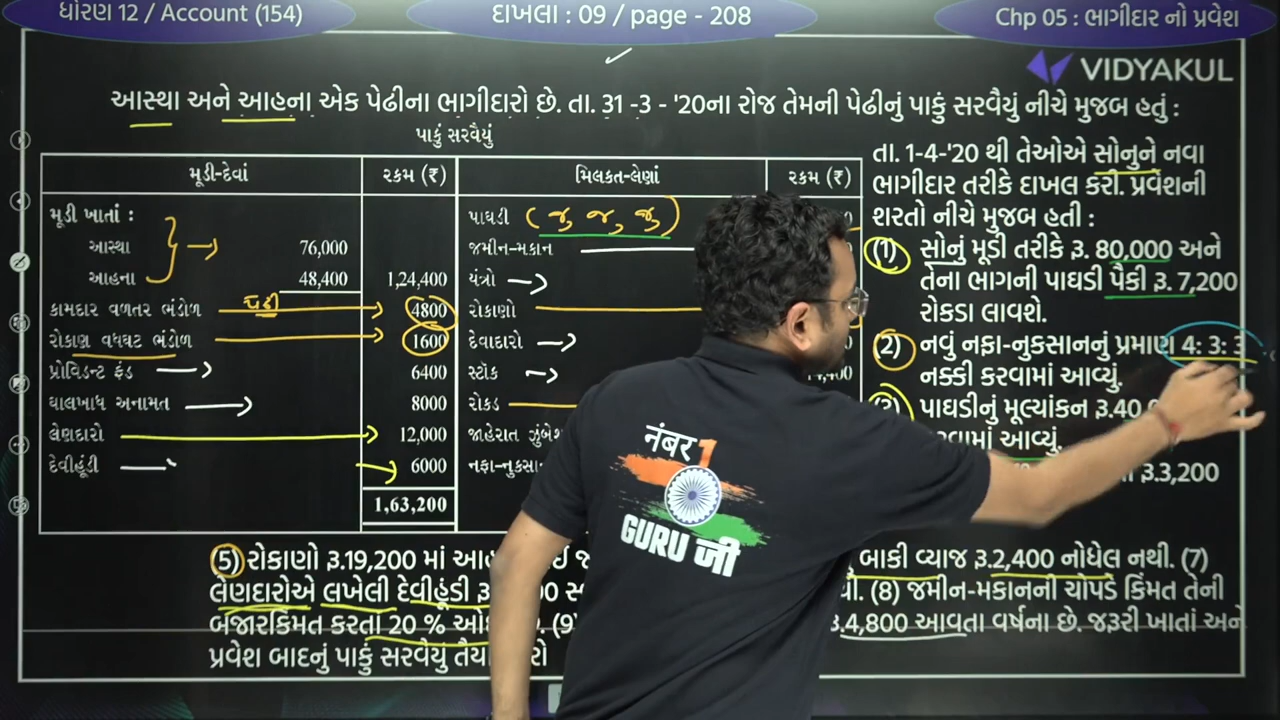 ધોરણ 12 / Account (154)
દાખલા : 09 / page - 208
Chp 05 : ભાગીદાર નો પ્રવેશ
VIDYAKUL
આસ્થા અને આહના એક પેઢીના ભાગીદારો છે. તા. 31 -3 - '20ના રોજ તેમની પેઢીનું પાકું સરવૈયું નીચે મુજબ હતું :
પાકું સરવૈયું
મૂડી-દેવાં રકમ (₹) મિલકત-લેણાં રકમ (₹)
મૂડી ખાતાં : પાઘડી ( જુ, જ, જુ )
આસ્થા 76,000 જમીન-મકાન
આહના 48,400 1,24,400 યંત્રો
કામદાર વળતર ભંડોળ 4800 રોકાણો
રોકાણ વધઘટ ભંડોળ 1600 દેવાદારો
પ્રોવિડન્ટ ફંડ 6400 સ્ટૉક
ઘાલખાધ અનામત 8000 રોકડ
લેણદારો 12,000 જાહેરાત
દેવીહૂંડી 6000
1,63,200
તા. 1-4-'20 થી તેઓએ સોનુને નવા
ભાગીદાર તરીકે દાખલ કરી. પ્રવેશની
શરતો નીચે મુજબ હતી :
(1) સોનું મૂડી તરીકે રૂ. 80,000 અને
તેના ભાગની પાઘડી પૈકી રૂ. 7,200
રોકડા લાવશે.
(2) નવું નફા-નુકસાનનું પ્રમાણ 4: 3: 3
નક્કી કરવામાં આવ્યું.
(3) પાઘડીનું મૂલ્યાંકન
આવ્યું.
રૂ.3,200
(5) રોકાણો રૂ.19,200 માં બાકી વ્યાજ રૂ.2,400 નોધેલ નથી. (7)
લેણદારોએ લખેલી દેવીહૂંડી (8) જમીન-મકાનની ચોપડે કિંમત તેની
બજારકિંમત કરતા 20 % આવતા વર્ષના છે. જરૂરી ખાતાં અને
પ્રવેશ બાદનું પાકું સરવૈયુ
नंबर 1
GURU जी